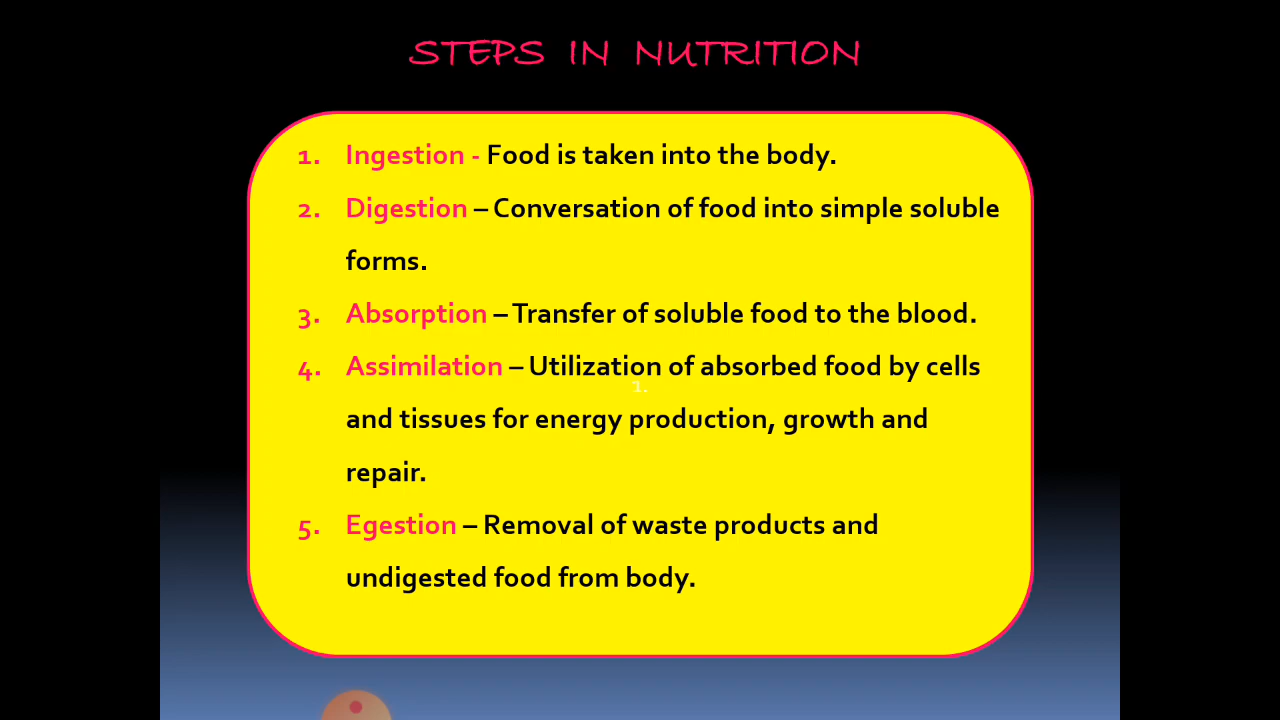 STEPS IN NUTRITION
1. Ingestion - Food is taken into the body.
2. Digestion – Conversation of food into simple soluble
forms.
3. Absorption – Transfer of soluble food to the blood.
4. Assimilation – Utilization of absorbed food by cells
1.
and tissues for energy production, growth and
repair.
5. Egestion – Removal of waste products and
undigested food from body.